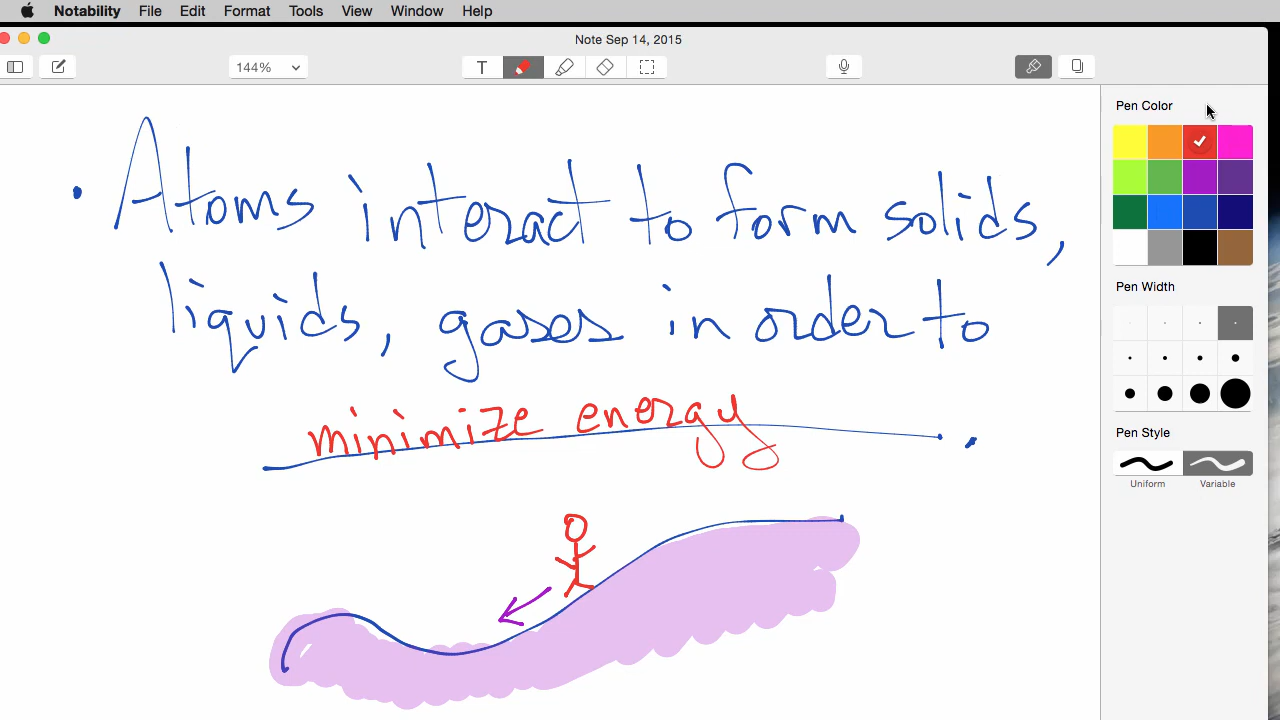 Notability File Edit Format Tools View Window Help
Note Sep 14, 2015
144% T
Pen Color
• Atoms interact to form solids,
liquids, gases in order to
minimize energy.
Pen Width
Pen Style
Uniform Variable